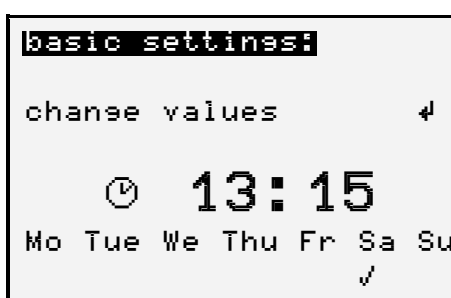 basic settings:
change values ↲
13:15
Mo Tue We Thu Fr Sa Su
✓